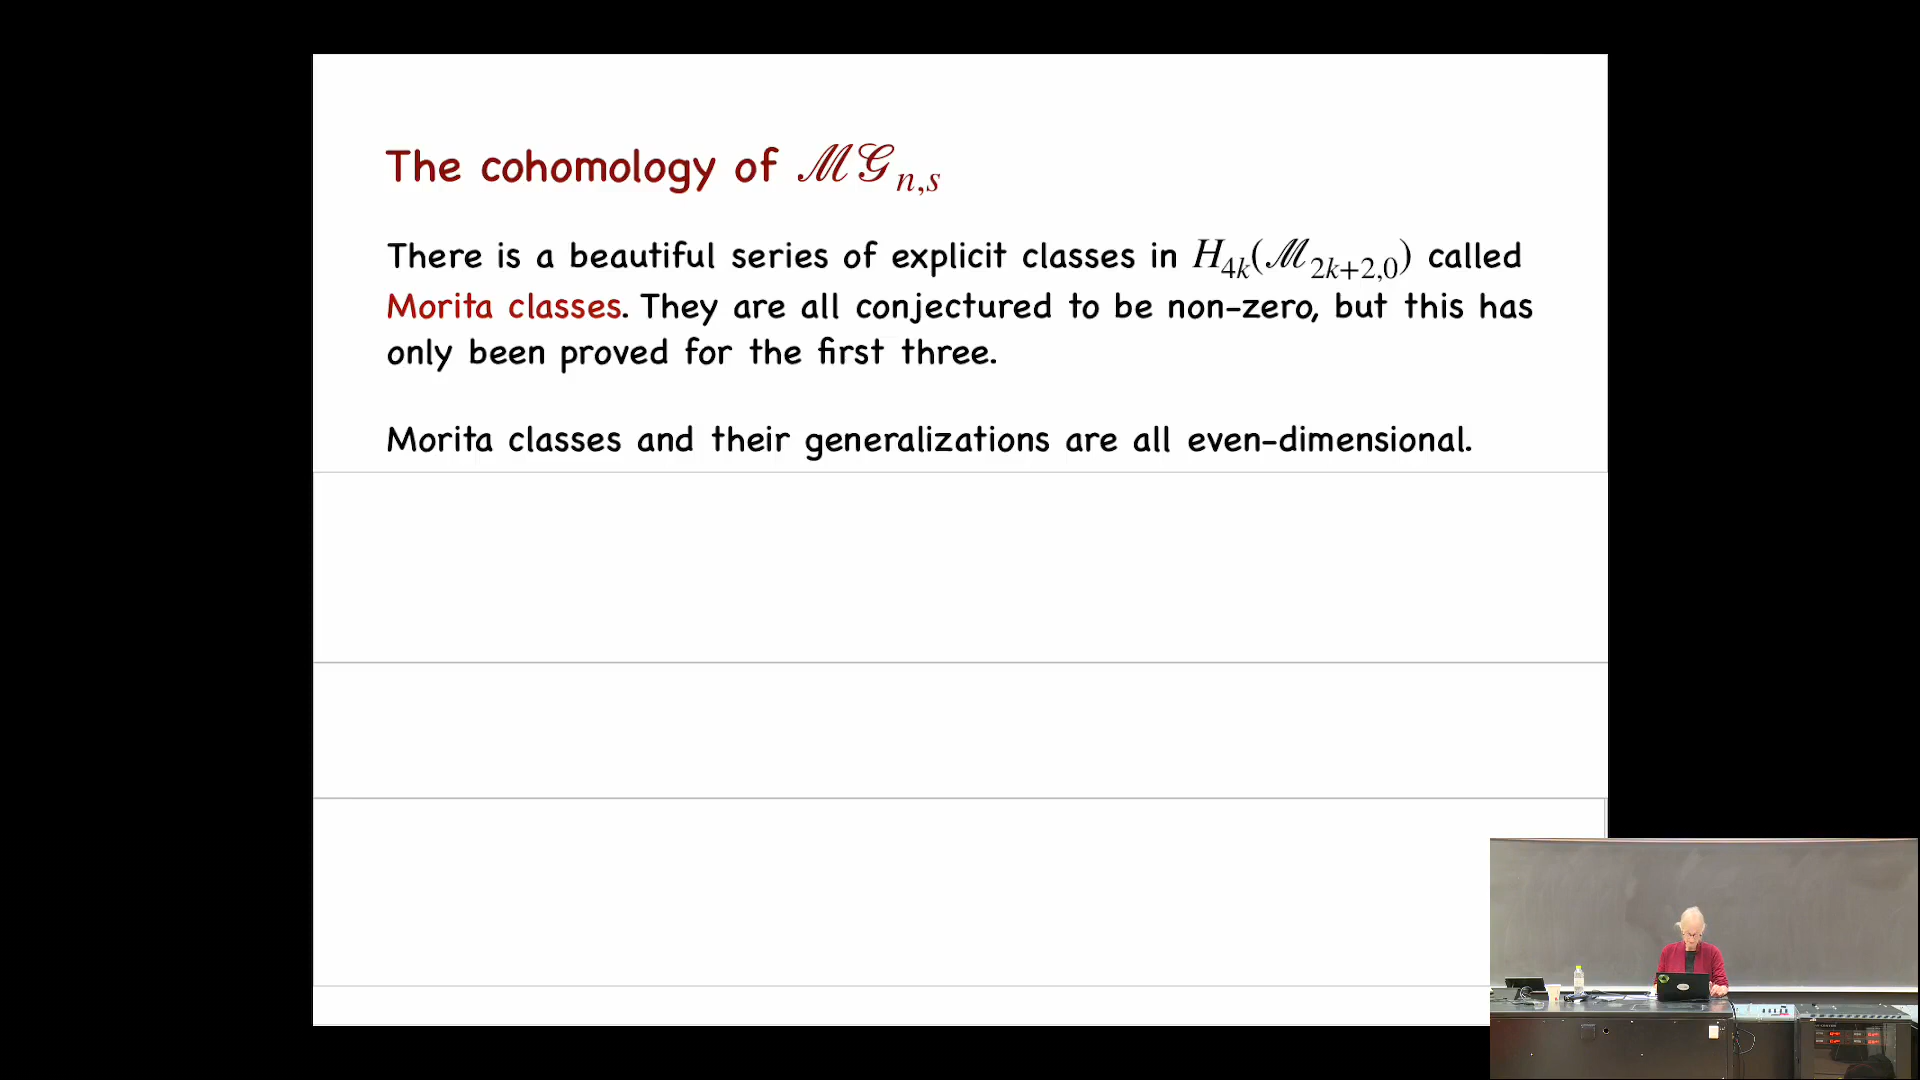 The cohomology of ℳ𝒢n,s
There is a beautiful series of explicit classes in H4k(ℳ2k+2,0) called
Morita classes. They are all conjectured to be non-zero, but this has
only been proved for the first three.
Morita classes and their generalizations are all even-dimensional.